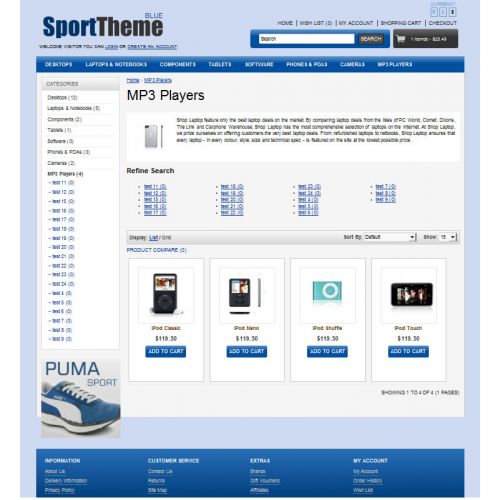 CURRENCY
€ £ $
SportTheme
BLUE
HOME | WISH LIST (0) | MY ACCOUNT | SHOPPING CART | CHECKOUT
Search
1 item(s) - $25.49
WELCOME VISITOR YOU CAN LOGIN OR CREATE AN ACCOUNT.
DESKTOPS LAPTOPS & NOTEBOOKS COMPONENTS TABLETS SOFTWARE PHONES & PDAS CAMERAS MP3 PLAYERS
CATEGORIES
Desktops (12)
Laptops & Notebooks (5)
Components (2)
Tablets (1)
Software (0)
Phones & PDAs (3)
Cameras (2)
MP3 Players (4)
- test 11 (0)
- test 12 (0)
- test 15 (0)
- test 16 (0)
- test 17 (0)
- test 18 (0)
- test 19 (0)
- test 20 (0)
- test 21 (0)
- test 22 (0)
- test 23 (0)
- test 24 (0)
- test 4 (0)
- test 5 (0)
- test 6 (0)
- test 7 (0)
- test 8 (0)
- test 9 (0)
PUMA
SPORT
Home » MP3 Players
MP3 Players
Shop Laptop feature only the best laptop deals on the market. By comparing laptop deals from the likes of PC World, Comet, Dixons,
The Link and Carphone Warehouse, Shop Laptop has the most comprehensive selection of laptops on the internet. At Shop Laptop,
we pride ourselves on offering customers the very best laptop deals. From refurbished laptops to netbooks, Shop Laptop ensures that
every laptop - in every colour, style, size and technical spec - is featured on the site at the lowest possible price.
Refine Search
test 11 (0)
test 12 (0)
test 15 (0)
test 16 (0)
test 17 (0)
test 18 (0)
test 19 (0)
test 20 (0)
test 21 (0)
test 22 (0)
test 23 (0)
test 24 (0)
test 4 (0)
test 5 (0)
test 6 (0)
test 7 (0)
test 8 (0)
test 9 (0)
Display: List / Grid
Sort By: Default
Show: 15
PRODUCT COMPARE (0)
iPod Classic
$119.50
ADD TO CART
iPod Nano
$119.50
ADD TO CART
iPod Shuffle
$119.50
ADD TO CART
iPod Touch
$119.50
ADD TO CART
SHOWING 1 TO 4 OF 4 (1 PAGES)
INFORMATION
About Us
Delivery Information
Privacy Policy
CUSTOMER SERVICE
Contact Us
Returns
Site Map
EXTRAS
Brands
Gift Vouchers
Affiliates
MY ACCOUNT
My Account
Order History
Wish List